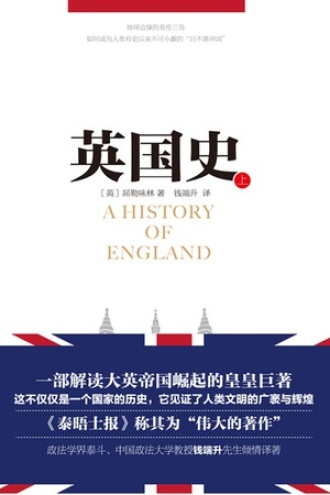 地球边缘的蕞尔三岛
如何成为人类有史以来不可小觑的“日不落帝国”
英国史 上
［英］屈勒味林 著 钱端升 译
A HISTORY
OF
ENGLAND
一部解读大英帝国崛起的皇皇巨著
这不仅仅是一个国家的历史，它见证了人类文明的广袤与辉煌
《泰晤士报》称其为“伟大的著作”
政法学界泰斗、中国政法大学教授钱端升先生倾情译著